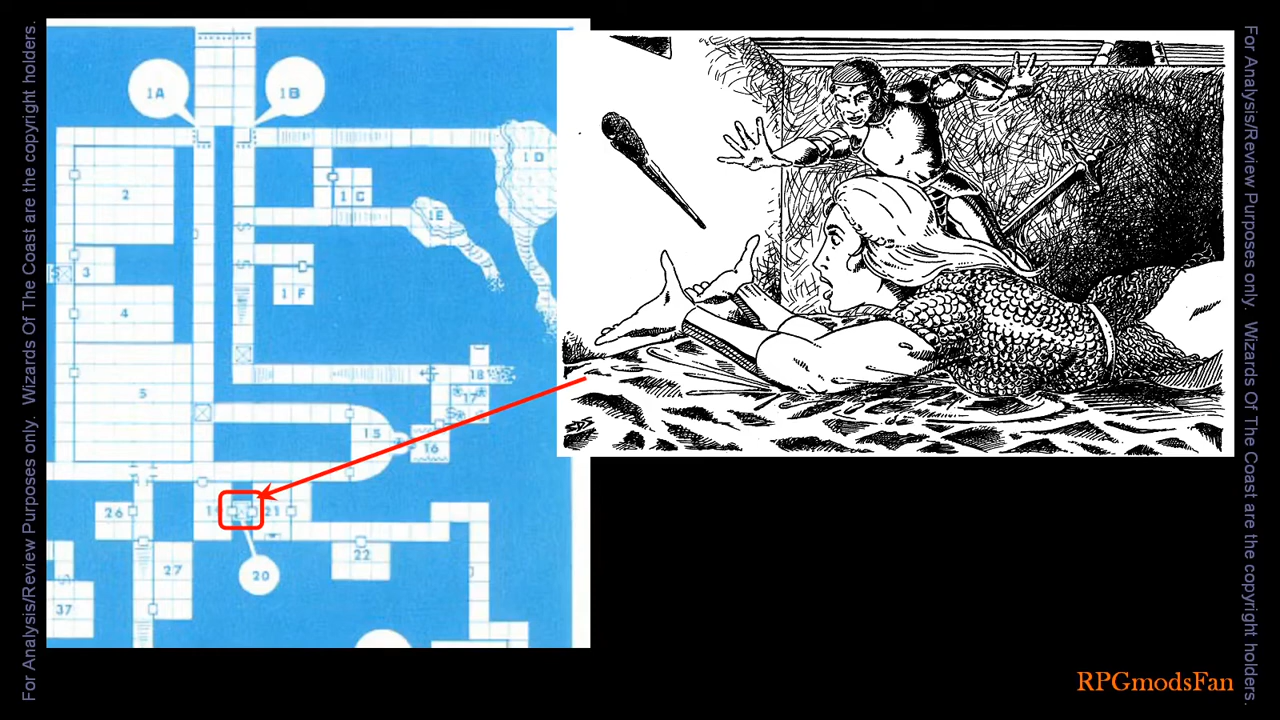 For Analysis/Review Purposes only.  Wizards Of The Coast are the copyright holders.
1A
1B
1D
2
1C
1E
3
1F
4
5
18
17
15
16
26
21
20
22
27
37
For Analysis/Review Purposes only.  Wizards Of The Coast are the copyright holders.
RPGmodsFan